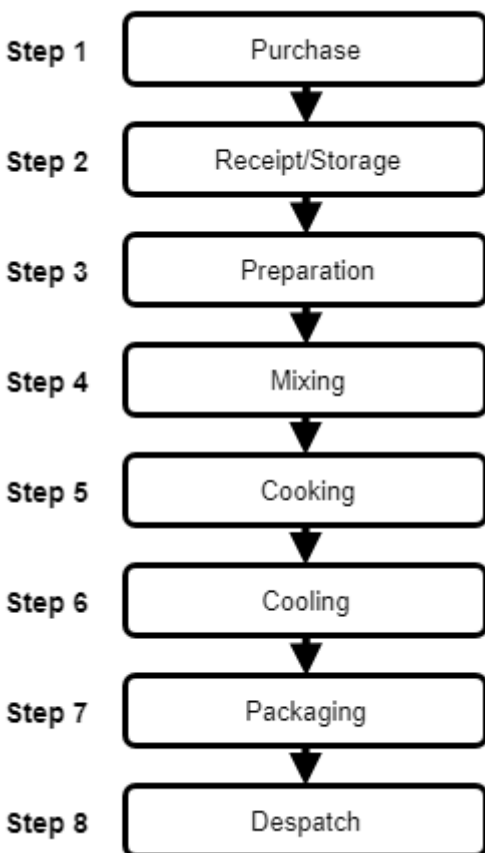 Step 1 Purchase
Step 2 Receipt/Storage
Step 3 Preparation
Step 4 Mixing
Step 5 Cooking
Step 6 Cooling
Step 7 Packaging
Step 8 Despatch